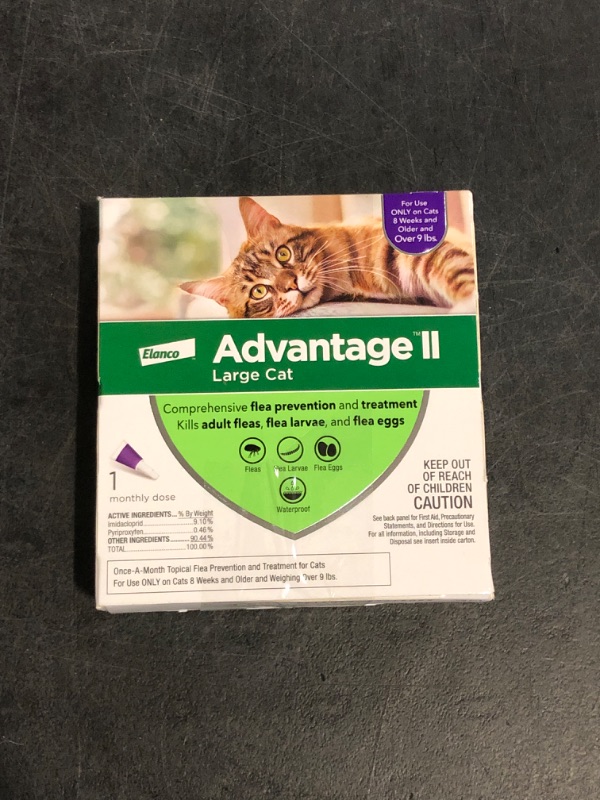 For Use
ONLY on Cats
8 Weeks and
Older and
Over 9 lbs.
Elanco
Advantage™ II
Large Cat
Comprehensive flea prevention and treatment
Kills adult fleas, flea larvae, and flea eggs
Fleas
Flea Larvae
Flea Eggs
Waterproof
1
monthly dose
KEEP OUT
OF REACH
OF CHILDREN
CAUTION
See back panel for First Aid, Precautionary
Statements, and Directions for Use.
For all information, including Storage and
Disposal see insert inside carton.
ACTIVE INGREDIENTS... % By Weight
Imidacloprid 9.10%
Pyriproxyfen 0.46%
OTHER INGREDIENTS 90.44%
TOTAL 100.00%
Once-A-Month Topical Flea Prevention and Treatment for Cats
For Use ONLY on Cats 8 Weeks and Older and Weighing Over 9 lbs.